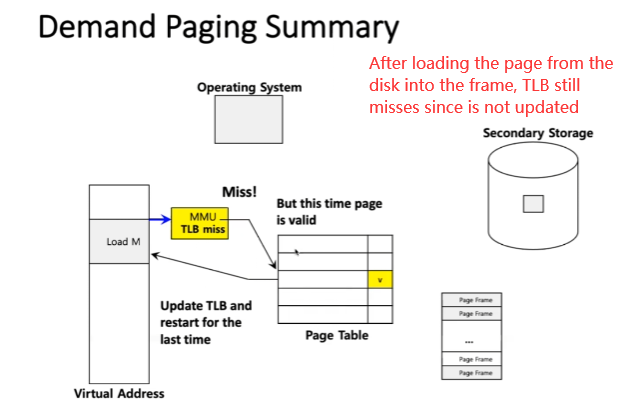 Demand Paging Summary
After loading the page from the
disk into the frame, TLB still
misses since is not updated
Operating System
Secondary Storage
Miss!
But this time page
is valid
MMU
TLB miss
Load M
v
Update TLB and
restart for the
last time
Page Table
Page Frame
Page Frame
...
Page Frame
Page Frame
Virtual Address